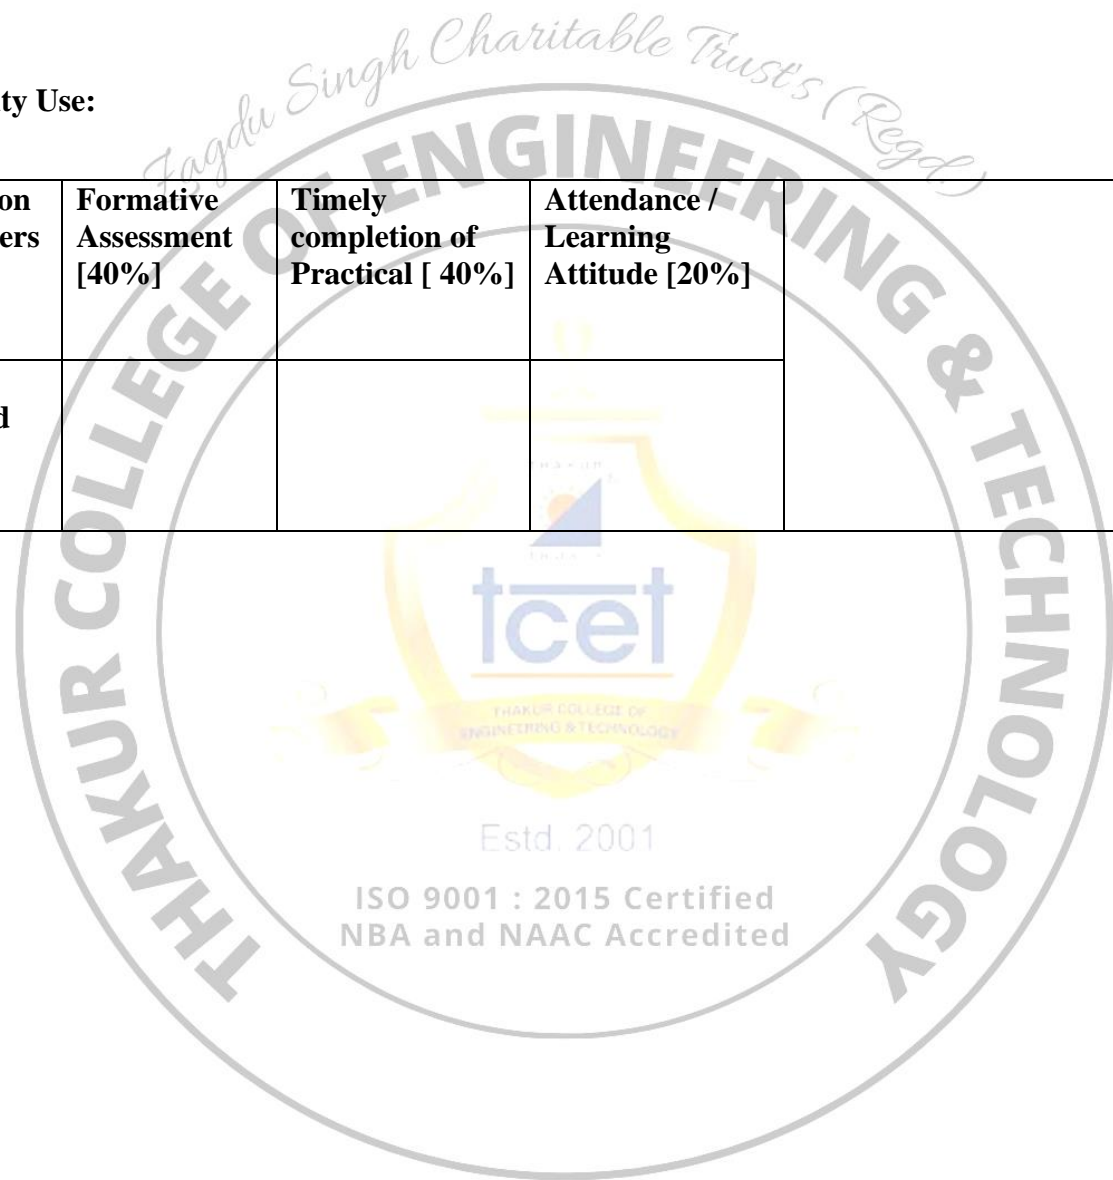 Jagdu Singh Charitable Trust's (Regd.)
THAKUR COLLEGE OF ENGINEERING & TECHNOLOGY
ty Use:
on
ers
Formative
Assessment
[40%]
Timely
completion of
Practical [ 40%]
Attendance /
Learning
Attitude [20%]
d
THAKUR
tcet
THAKUR COLLEGE OF
ENGINEERING & TECHNOLOGY
Estd. 2001
ISO 9001 : 2015 Certified
NBA and NAAC Accredited